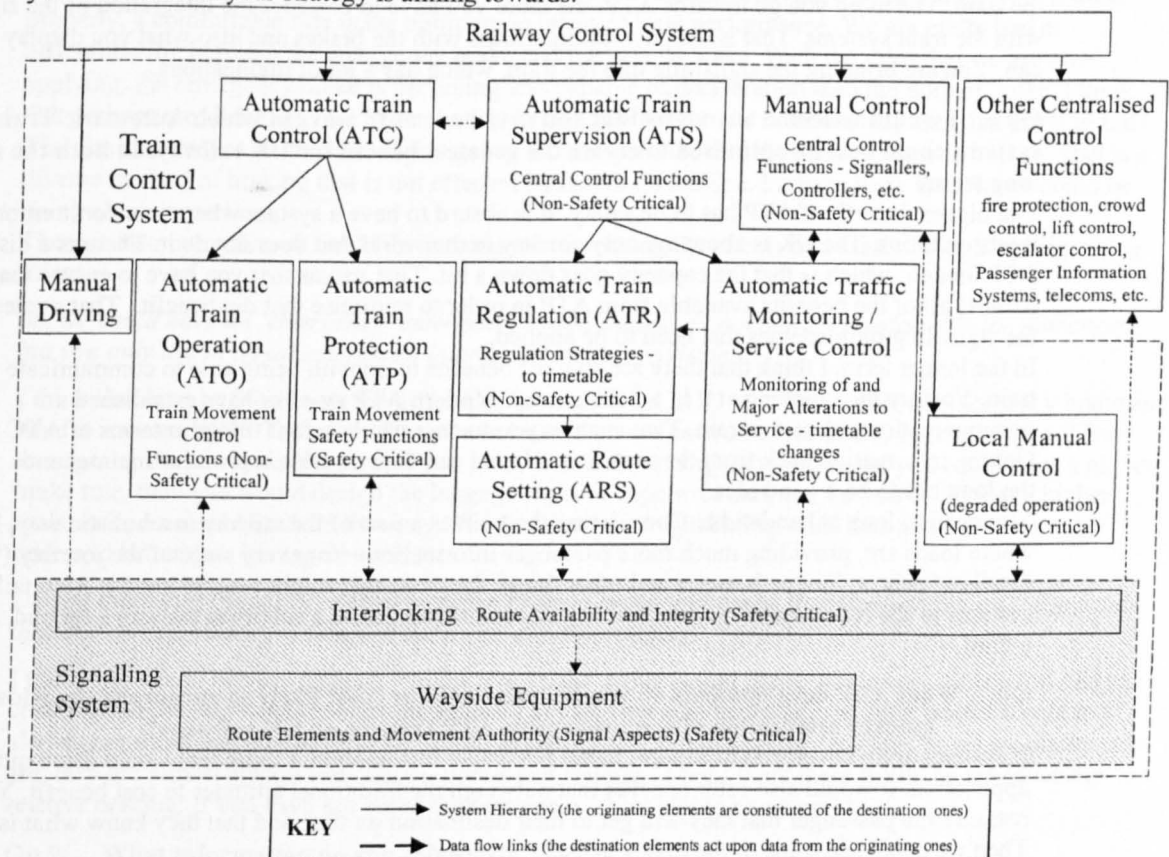 Railway Control System
Train
Control
System
Automatic Train
Control (ATC)
Automatic Train
Supervision (ATS)
Central Control Functions
(Non-Safety Critical)
Manual Control
Central Control
Functions, Signallers,
Controllers, etc.
(Non-Safety Critical)
Other Centralised
Control
Functions
fire protection, crowd
control, lift control,
escalator control,
Passenger Information
Systems, telecoms, etc.
Manual
Driving
Automatic
Train
Operation
(ATO)
Train Movement
Control
Functions (Non-
Safety Critical)
Automatic
Train
Protection
(ATP)
Train Movement
Safety Functions
(Safety Critical)
Automatic Train
Regulation (ATR)
Regulation Strategies -
to timetable
(Non-Safety Critical)
Automatic Route
Setting (ARS)
(Non-Safety Critical)
Automatic Traffic
Monitoring /
Service Control
Monitoring of and
Major Alterations to
Service - timetable
changes
(Non-Safety Critical)
Local Manual
Control
(degraded operation)
(Non-Safety Critical)
Interlocking Route Availability and Integrity (Safety Critical)
Signalling
System
Wayside Equipment
Route Elements and Movement Authority (Signal Aspects) (Safety Critical)
KEY
System Hierarchy (the originating elements are constituted of the destination ones)
Data flow links (the destination elements act upon data from the originating ones)